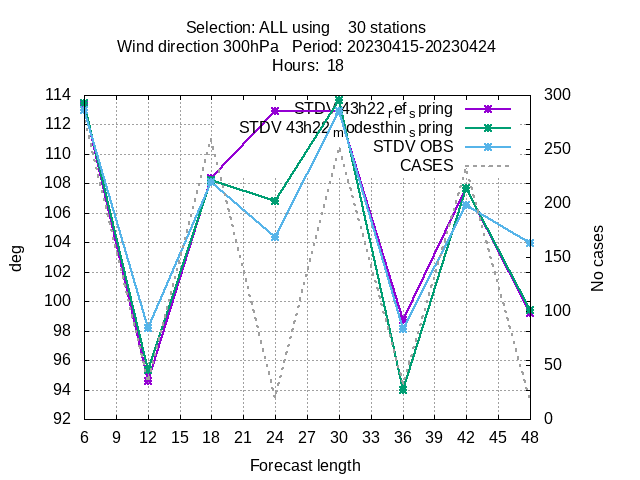 Selection: ALL using 30 stations
Wind direction 300hPa Period: 20230415-20230424
Hours: 18
STDV 43h22_ref_spring
STDV 43h22_modesthin_spring
STDV OBS
CASES
deg
114
112
110
108
106
104
102
100
98
96
94
92
300
250
200
150
100
50
0
No cases
6 9 12 15 18 21 24 27 30 33 36 39 42 45 48
Forecast length